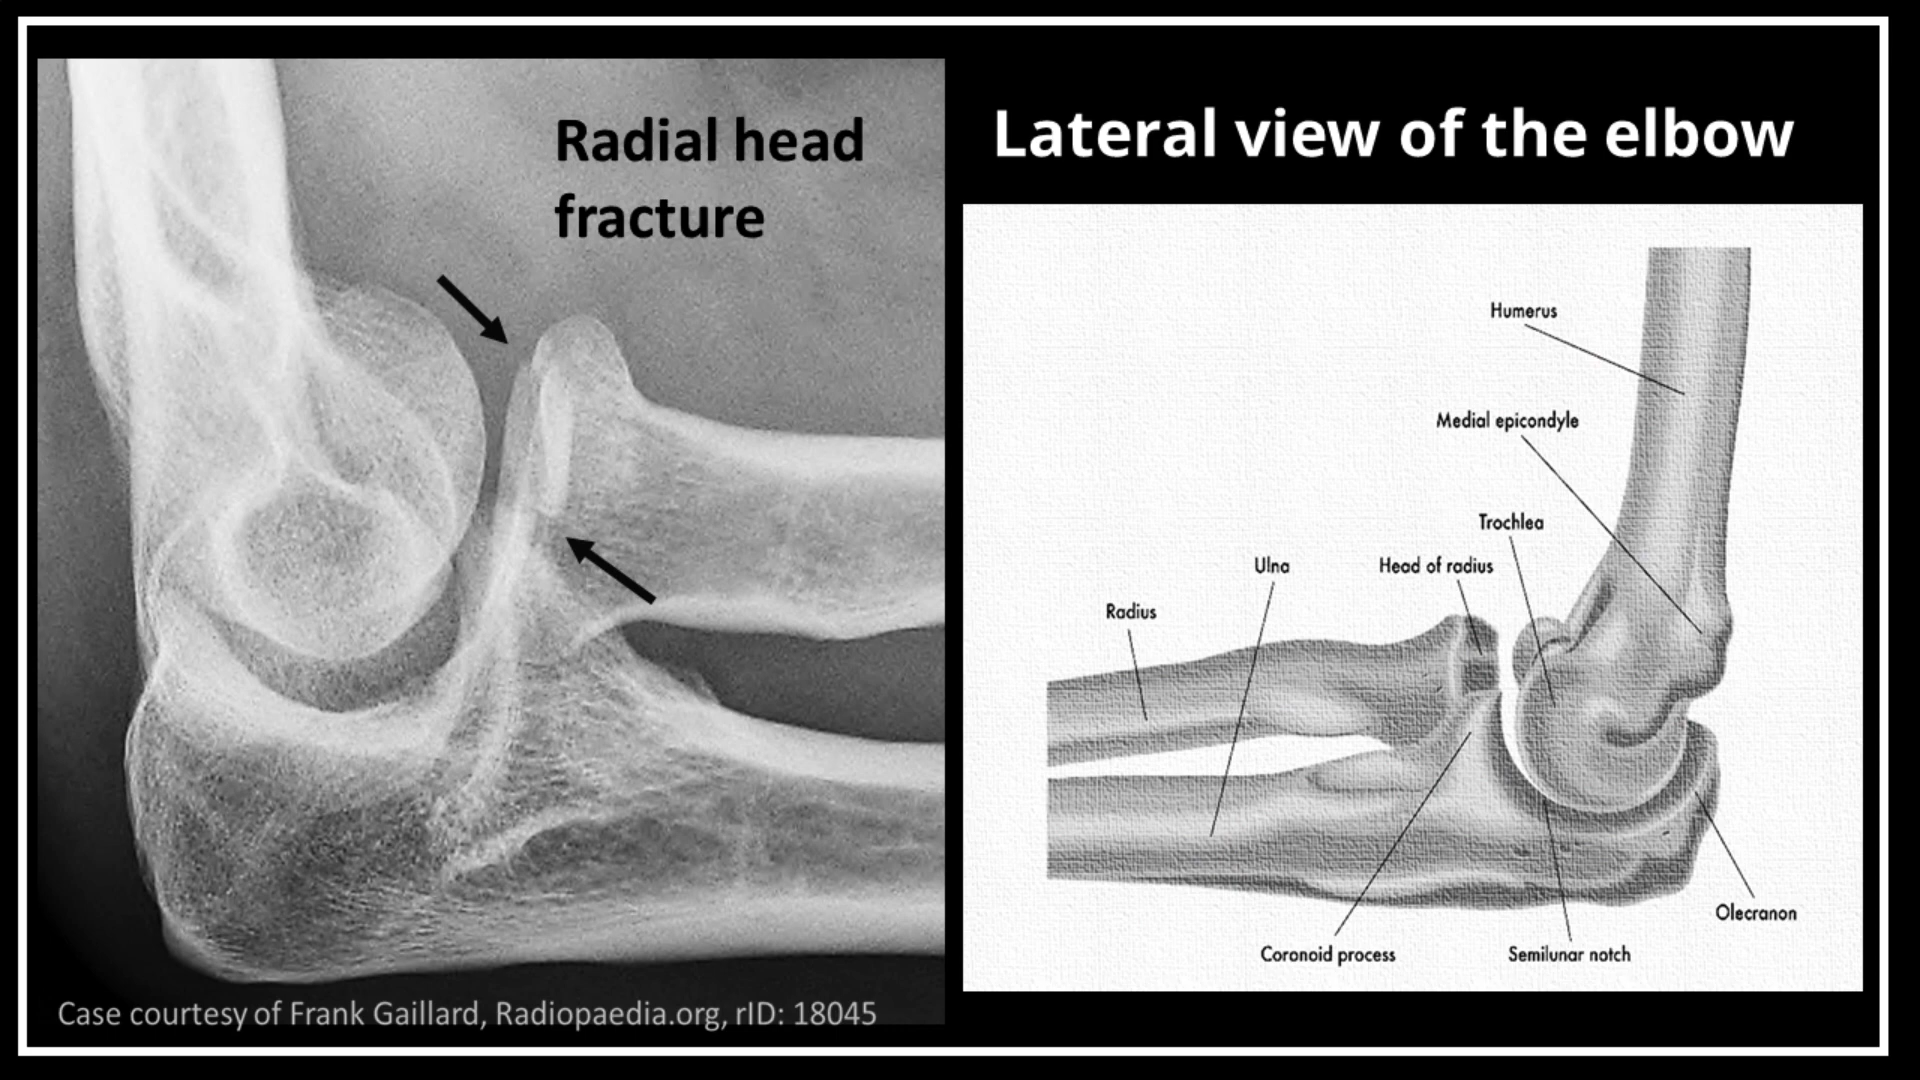 Radial head
fracture
Case courtesy of Frank Gaillard, Radiopaedia.org, rID: 18045
Lateral view of the elbow
Humerus
Medial epicondyle
Trochlea
Ulna
Head of radius
Radius
Olecranon
Coronoid process
Semilunar notch